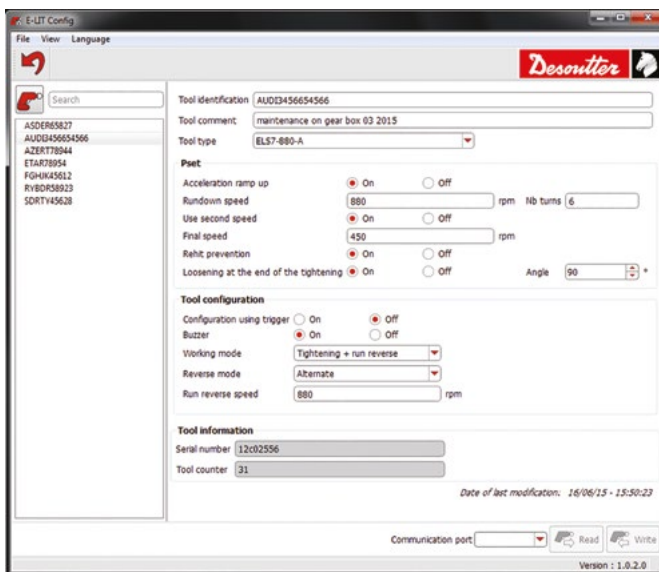 E-LIT Config
File View Language
Desoutter
Search
ASDER65827
AUDI3456654566
AZERT78944
ETAR78954
FGHJK45612
RYBDR58923
SDRTY45628
Tool identification AUDI3456654566
Tool comment maintenance on gear box 03 2015
Tool type ELS7-880-A
Pset
Acceleration ramp up On Off
Rundown speed 880 rpm Nb turns 6
Use second speed On Off
Final speed 450 rpm
Rehit prevention On Off
Loosening at the end of the tightening On Off Angle 90 °
Tool configuration
Configuration using trigger On Off
Buzzer On Off
Working mode Tightening + run reverse
Reverse mode Alternate
Run reverse speed 880 rpm
Tool information
Serial number 12c02556
Tool counter 31
Date of last modification: 16/06/15 - 15:50:23
Communication port Read Write
Version : 1.0.2.0